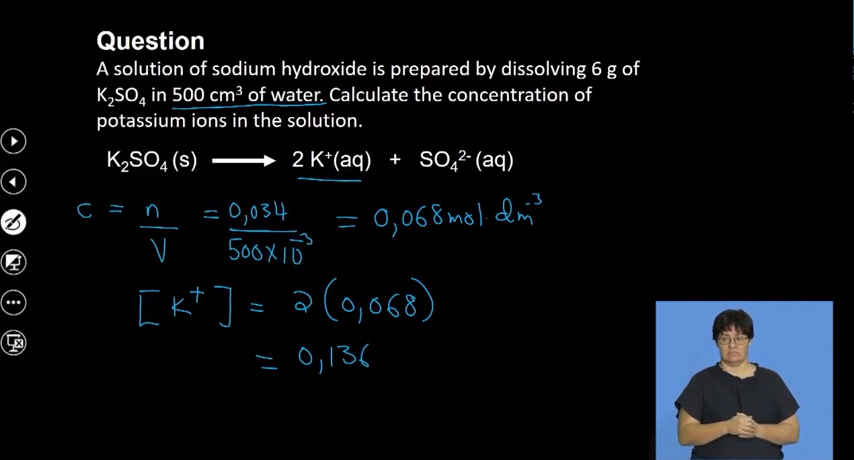 Question
A solution of sodium hydroxide is prepared by dissolving 6 g of
K₂SO₄ in 500 cm³ of water. Calculate the concentration of
potassium ions in the solution.
K₂SO₄ (s) ⟶ 2 K⁺(aq) + SO₄²⁻ (aq)
c = n/V = 0,034/500×10⁻³ = 0,068 mol·dm⁻³
[K⁺] = 2(0,068)
= 0,136